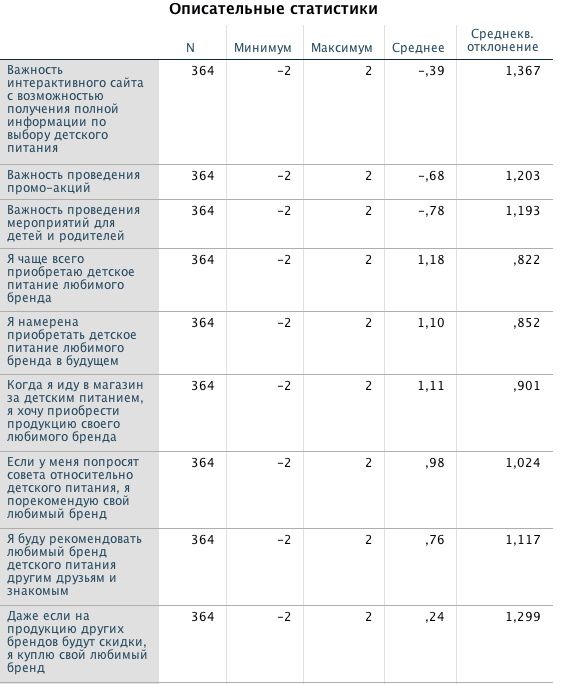 Описательные статистики
N Минимум Максимум Среднее Среднекв. отклонение
Важность 364 −2 2 −,39 1,367
интерактивного сайта
с возможностью
получения полной
информации по
выбору детского
питания
Важность проведения 364 −2 2 −,68 1,203
промо-акций
Важность проведения 364 −2 2 −,78 1,193
мероприятий для
детей и родителей
Я чаще всего 364 −2 2 1,18 ,822
приобретаю детское
питание любимого
бренда
Я намерена 364 −2 2 1,10 ,852
приобретать детское
питание любимого
бренда в будущем
Когда я иду в магазин 364 −2 2 1,11 ,901
за детским питанием,
я хочу приобрести
продукцию своего
любимого бренда
Если у меня попросят 364 −2 2 ,98 1,024
совета относительно
детского питания, я
порекомендую свой
любимый бренд
Я буду рекомендовать 364 −2 2 ,76 1,117
любимый бренд
детского питания
другим друзьям и
знакомым
Даже если на 364 −2 2 ,24 1,299
продукцию других
брендов будут скидки,
я куплю свой любимый
бренд